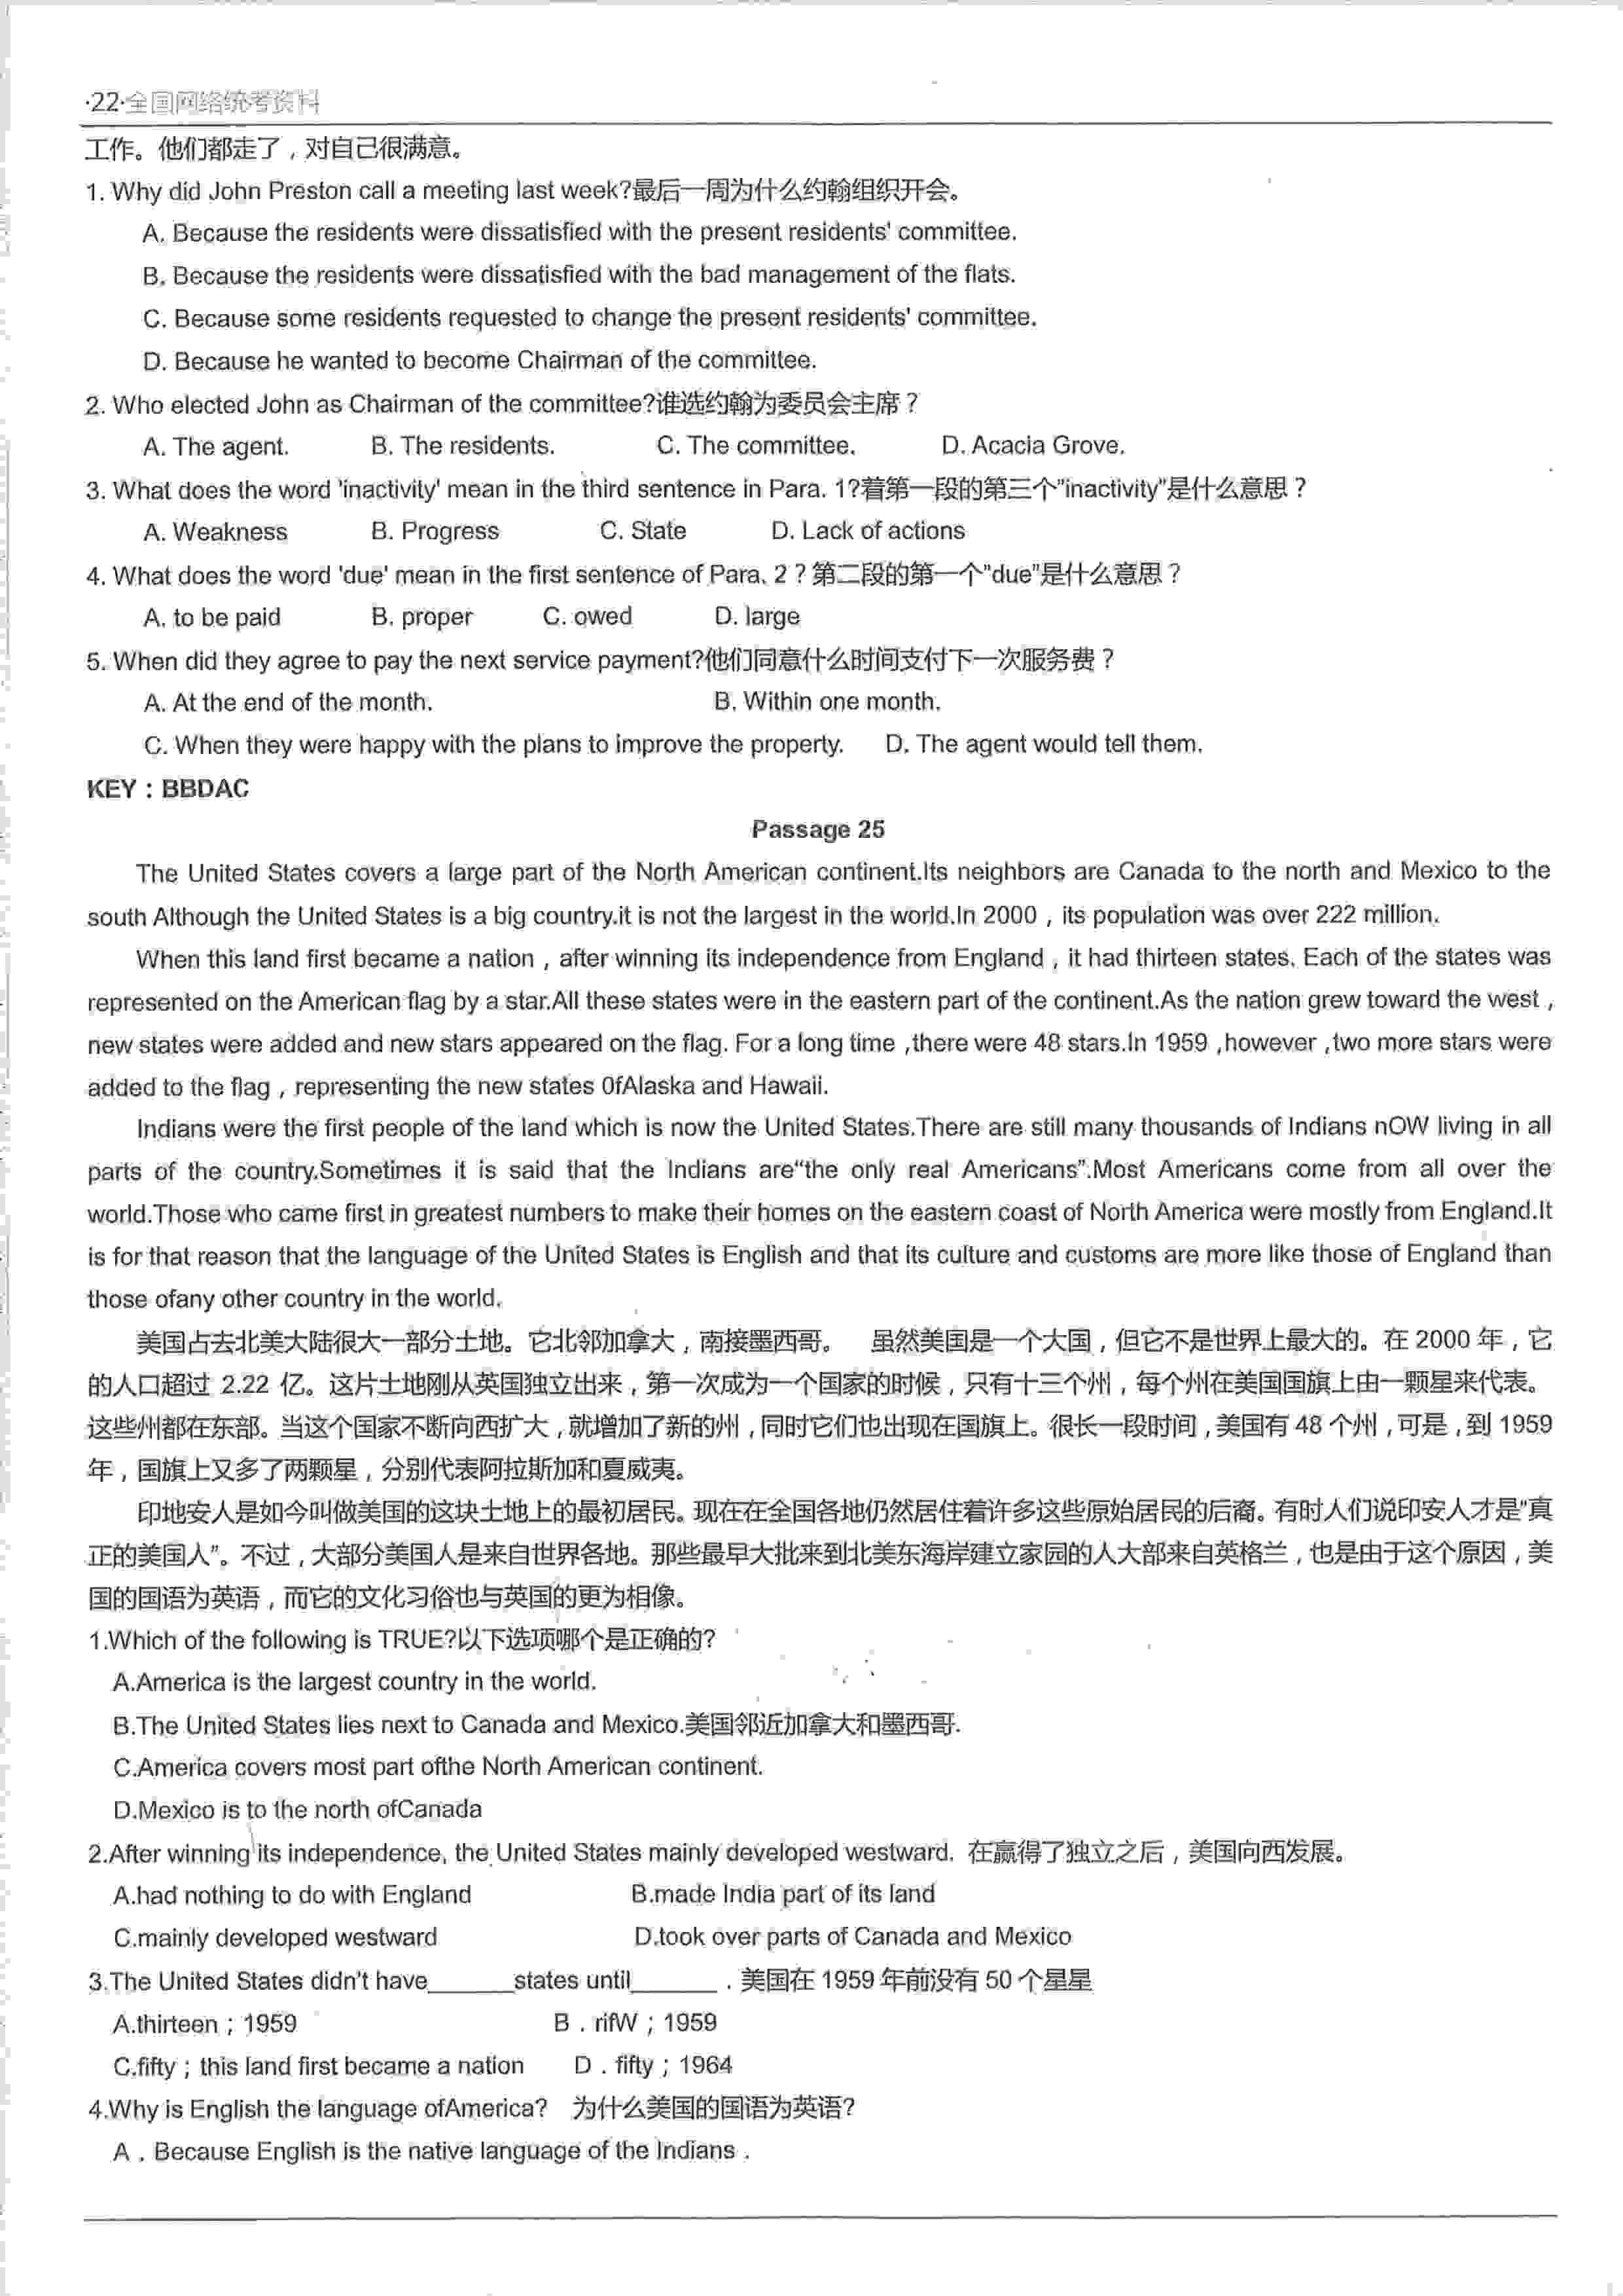 ·22·全国网络统考资料
工作。他们都走了，对自己很满意。
1. Why did John Preston call a meeting last week?最后一周为什么约翰组织开会。
A. Because the residents were dissatisfied with the present residents' committee.
B. Because the residents were dissatisfied with the bad management of the flats.
C. Because some residents requested to change the present residents' committee.
D. Because he wanted to become Chairman of the committee.
2. Who elected John as Chairman of the committee?谁选约翰为委员会主席？
A. The agent. B. The residents. C. The committee. D. Acacia Grove.
3. What does the word 'inactivity' mean in the third sentence in Para. 1?着第一段的第三个"inactivity"是什么意思？
A. Weakness B. Progress C. State D. Lack of actions
4. What does the word 'due' mean in the first sentence of Para. 2？第二段的第一个"due"是什么意思？
A. to be paid B. proper C. owed D. large
5. When did they agree to pay the next service payment?他们同意什么时间支付下一次服务费？
A. At the end of the month. B. Within one month.
C. When they were happy with the plans to improve the property. D. The agent would tell them.
KEY：BBDAC
Passage 25
The United States covers a large part of the North American continent.Its neighbors are Canada to the north and Mexico to the
south Although the United States is a big country.it is not the largest in the world.In 2000，its population was over 222 million.
When this land first became a nation，after winning its independence from England，it had thirteen states. Each of the states was
represented on the American flag by a star.All these states were in the eastern part of the continent.As the nation grew toward the west，
new states were added and new stars appeared on the flag. For a long time ,there were 48 stars.In 1959 ,however ,two more stars were
added to the flag，representing the new states 0fAlaska and Hawaii.
Indians were the first people of the land which is now the United States.There are still many thousands of Indians nOW living in all
parts of the country.Sometimes it is said that the Indians are“the only real Americans”.Most Americans come from all over the
world.Those who came first in greatest numbers to make their homes on the eastern coast of North America were mostly from England.It
is for that reason that the language of the United States is English and that its culture and customs are more like those of England than
those ofany other country in the world.
美国占去北美大陆很大一部分土地。它北邻加拿大，南接墨西哥。 虽然美国是一个大国，但它不是世界上最大的。在 2000 年，它
的人口超过 2.22 亿。这片土地刚从英国独立出来，第一次成为一个国家的时候，只有十三个州，每个州在美国国旗上由一颗星来代表。
这些州都在东部。当这个国家不断向西扩大，就增加了新的州，同时它们也出现在国旗上。很长一段时间，美国有 48 个州，可是，到 1959
年，国旗上又多了两颗星，分别代表阿拉斯加和夏威夷。
印地安人是如今叫做美国的这块土地上的最初居民。现在在全国各地仍然居住着许多这些原始居民的后裔。有时人们说印安人才是"真
正的美国人"。不过，大部分美国人是来自世界各地。那些最早大批来到北美东海岸建立家园的人大部来自英格兰，也是由于这个原因，美
国的国语为英语，而它的文化习俗也与英国的更为相像。
1.Which of the following is TRUE?以下选项哪个是正确的?
A.America is the largest country in the world.
B.The United States lies next to Canada and Mexico.美国邻近加拿大和墨西哥.
C.America covers most part ofthe North American continent.
D.Mexico is to the north ofCanada
2.After winning its independence, the United States mainly developed westward. 在赢得了独立之后，美国向西发展。
A.had nothing to do with England B.made India part of its land
C.mainly developed westward D.took over parts of Canada and Mexico
3.The United States didn't have______states until______．美国在 1959 年前没有 50 个星星
A.thirteen；1959 B．rifW；1959
C.fifty；this land first became a nation D．fifty；1964
4.Why is English the language ofAmerica? 为什么美国的国语为英语?
A．Because English is the native language of the Indians．